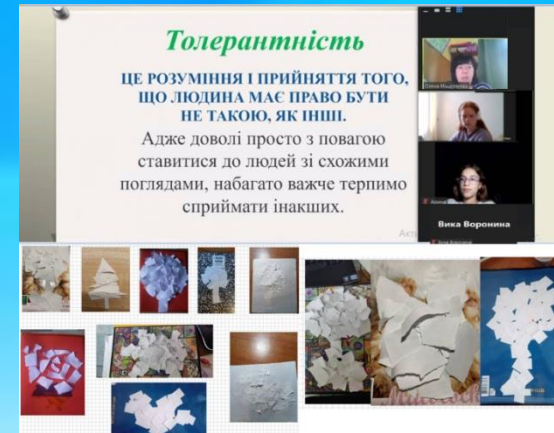 Толерантність
ЦЕ РОЗУМІННЯ І ПРИЙНЯТТЯ ТОГО,
ЩО ЛЮДИНА МАЄ ПРАВО БУТИ
НЕ ТАКОЮ, ЯК ІНШІ.
Адже доволі просто з повагою
ставитися до людей зі схожими
поглядами, набагато важче терпимо
сприймати інакших.
Вика Воронина